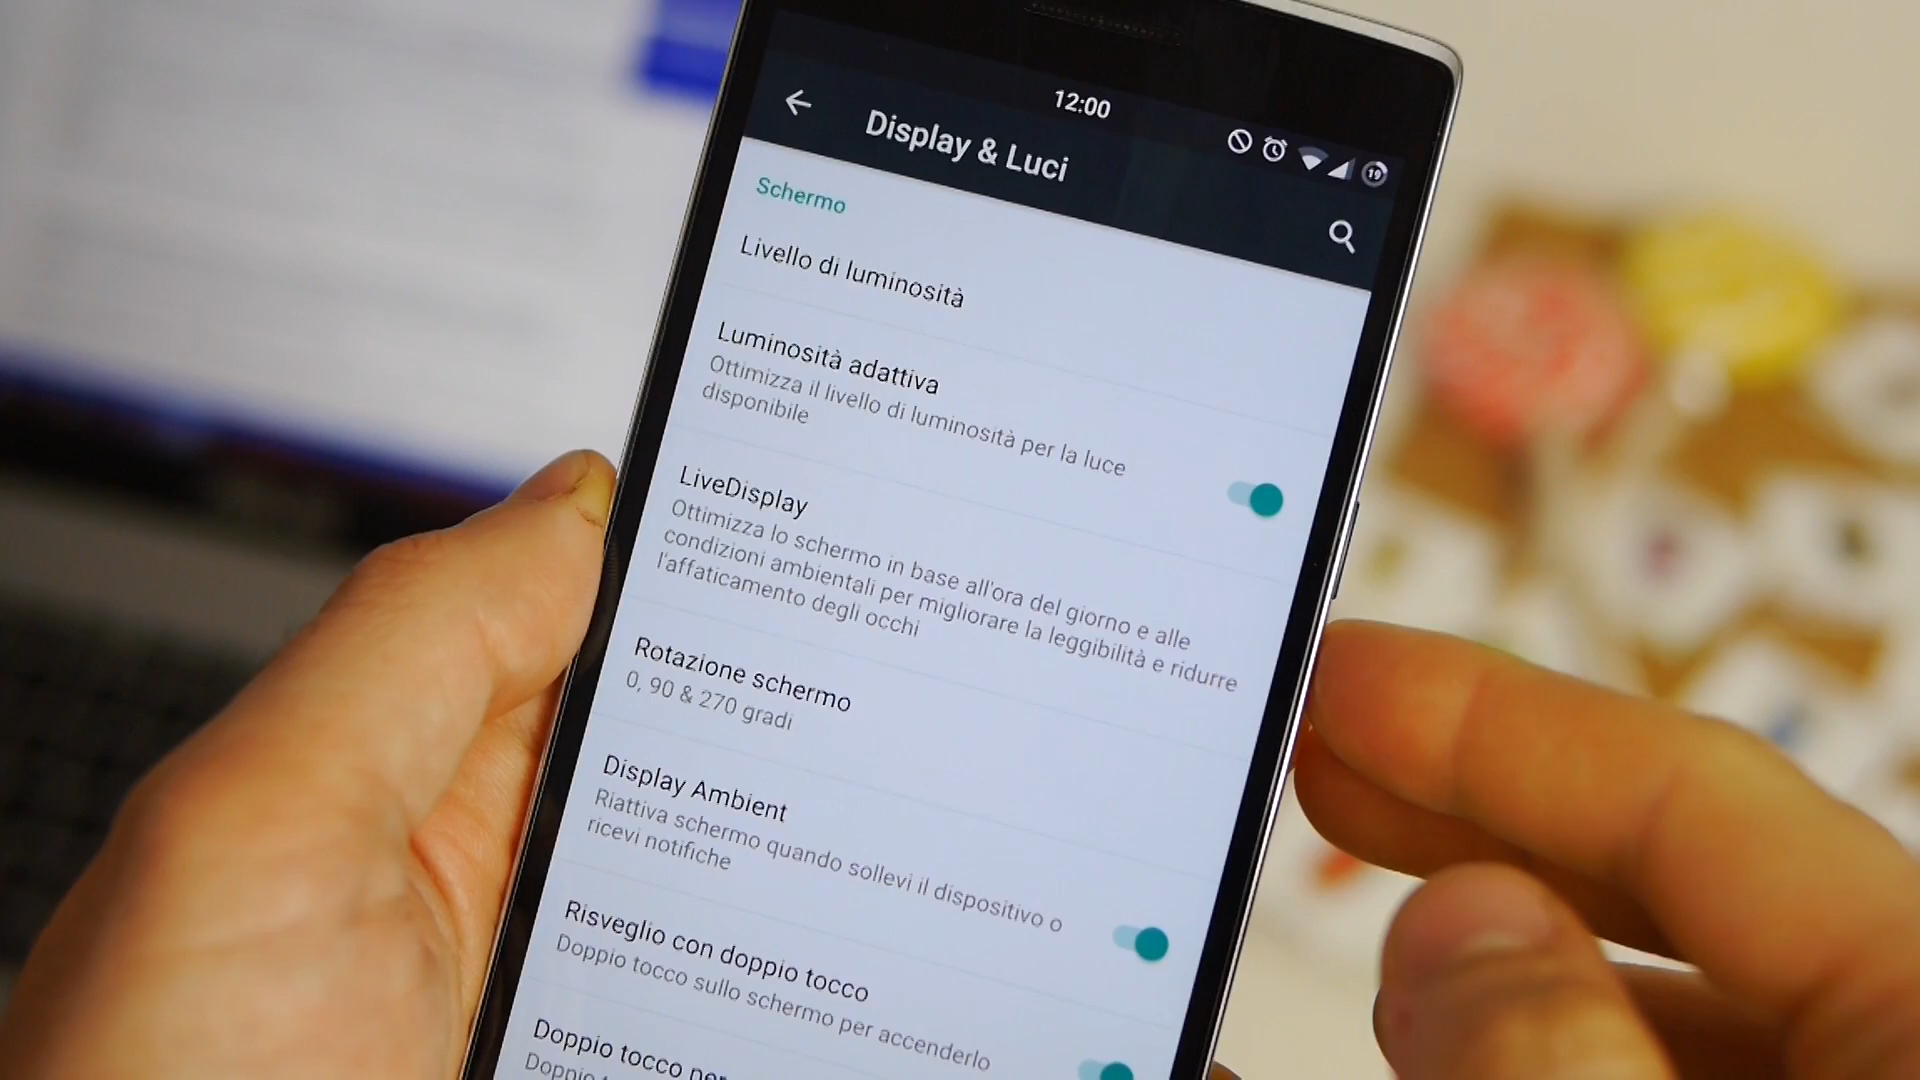 12:00
19
Display & Luci
Schermo
Livello di luminosità
Luminosità adattiva
Ottimizza il livello di luminosità per la luce
disponibile
LiveDisplay
Ottimizza lo schermo in base all'ora del giorno e alle
condizioni ambientali per migliorare la leggibilità e ridurre
l'affaticamento degli occhi
Rotazione schermo
0, 90 & 270 gradi
Display Ambient
Riattiva schermo quando sollevi il dispositivo o
ricevi notifiche
Risveglio con doppio tocco
Doppio tocco sullo schermo per accenderlo
Doppio tocco per
Doppio